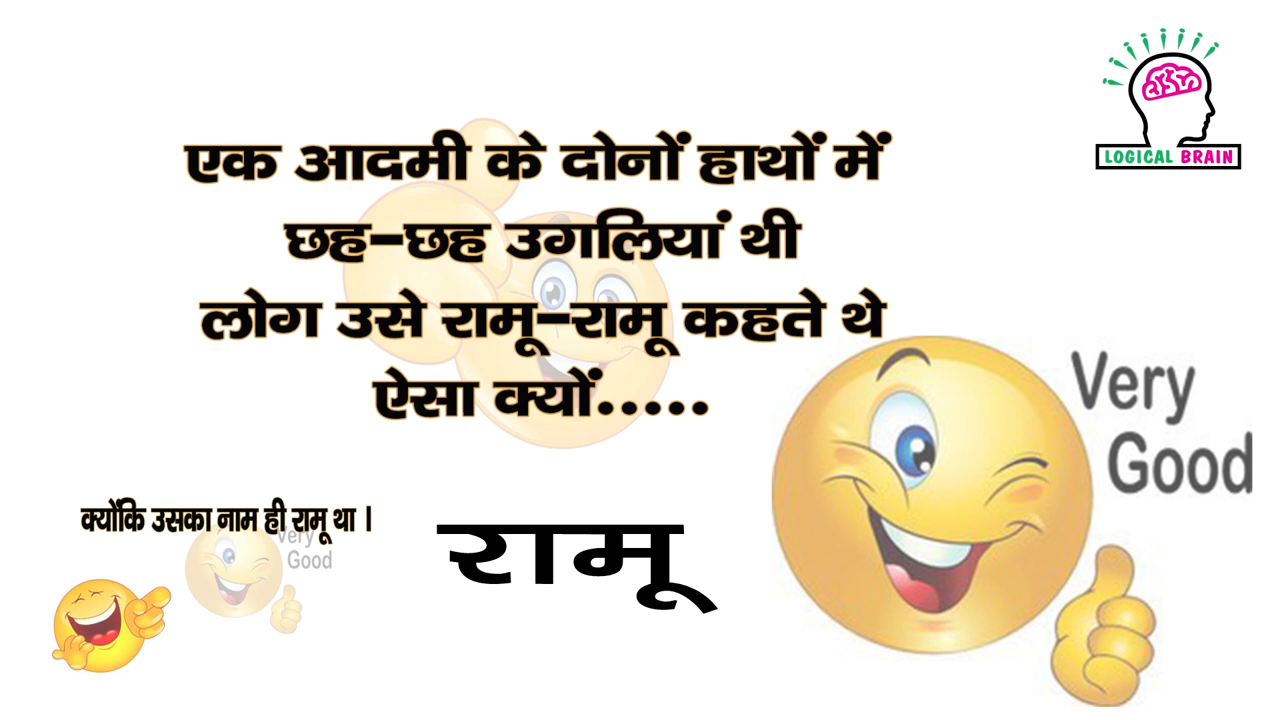 LOGICAL BRAIN
एक आदमी के दोनों हाथों में
छह-छह उगलियां थी
लोग उसे रामू-रामू कहते थे
ऐसा क्यों.....
Very
Good
क्योंकि उसका नाम ही रामू था ।
Very
Good
रामू